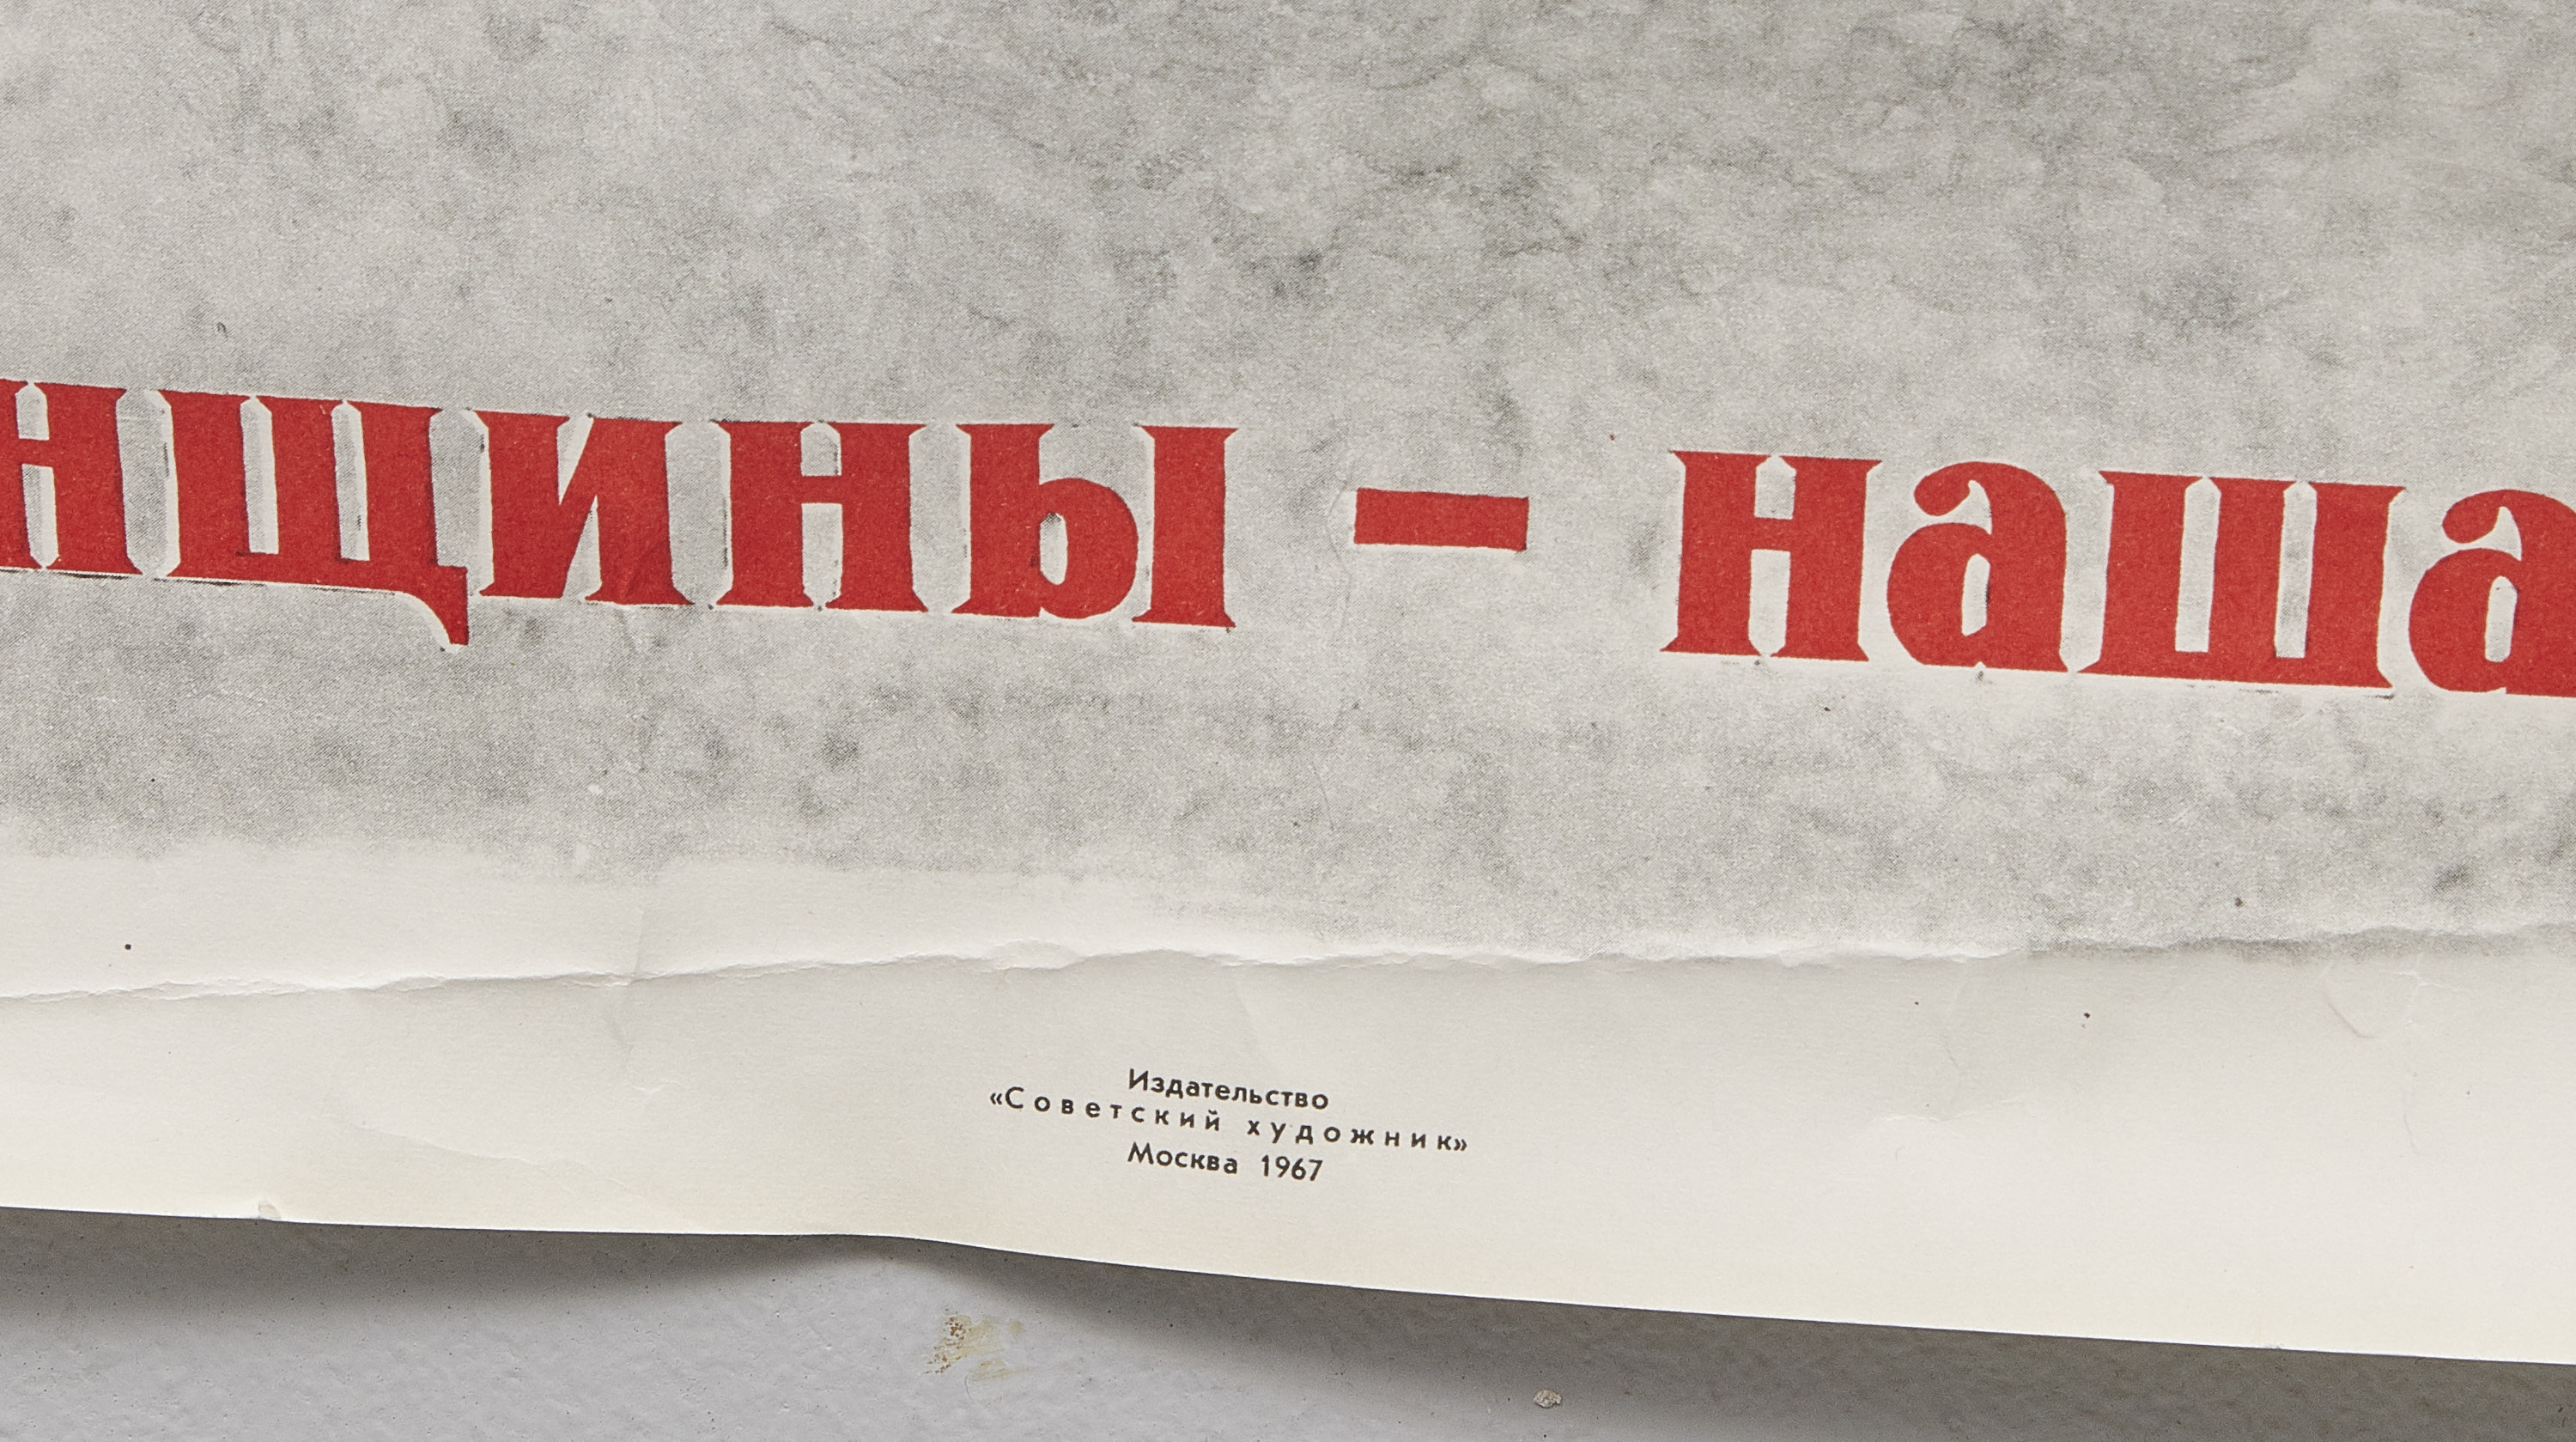 нщины – наша
Издательство
«Советский художник»
Москва 1967